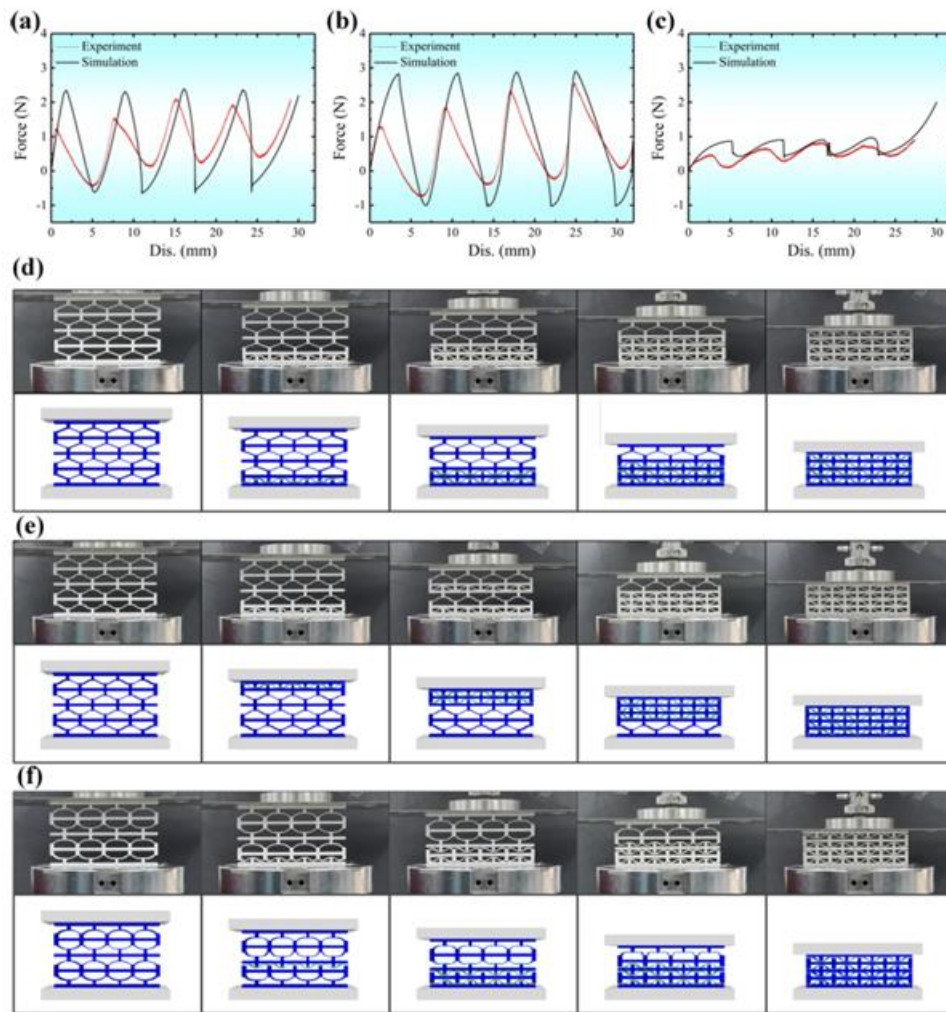 (a)
(b)
(c)
Experiment
Simulation
Experiment
Simulation
Experiment
Simulation
Force (N)
4
3
2
1
0
-1
0 5 10 15 20 25 30
Dis. (mm)
Force (N)
4
3
2
1
0
-1
0 5 10 15 20 25 30
Dis. (mm)
Force (N)
4
3
2
1
0
-1
0 5 10 15 20 25 30
Dis. (mm)
(d)
(e)
(f)